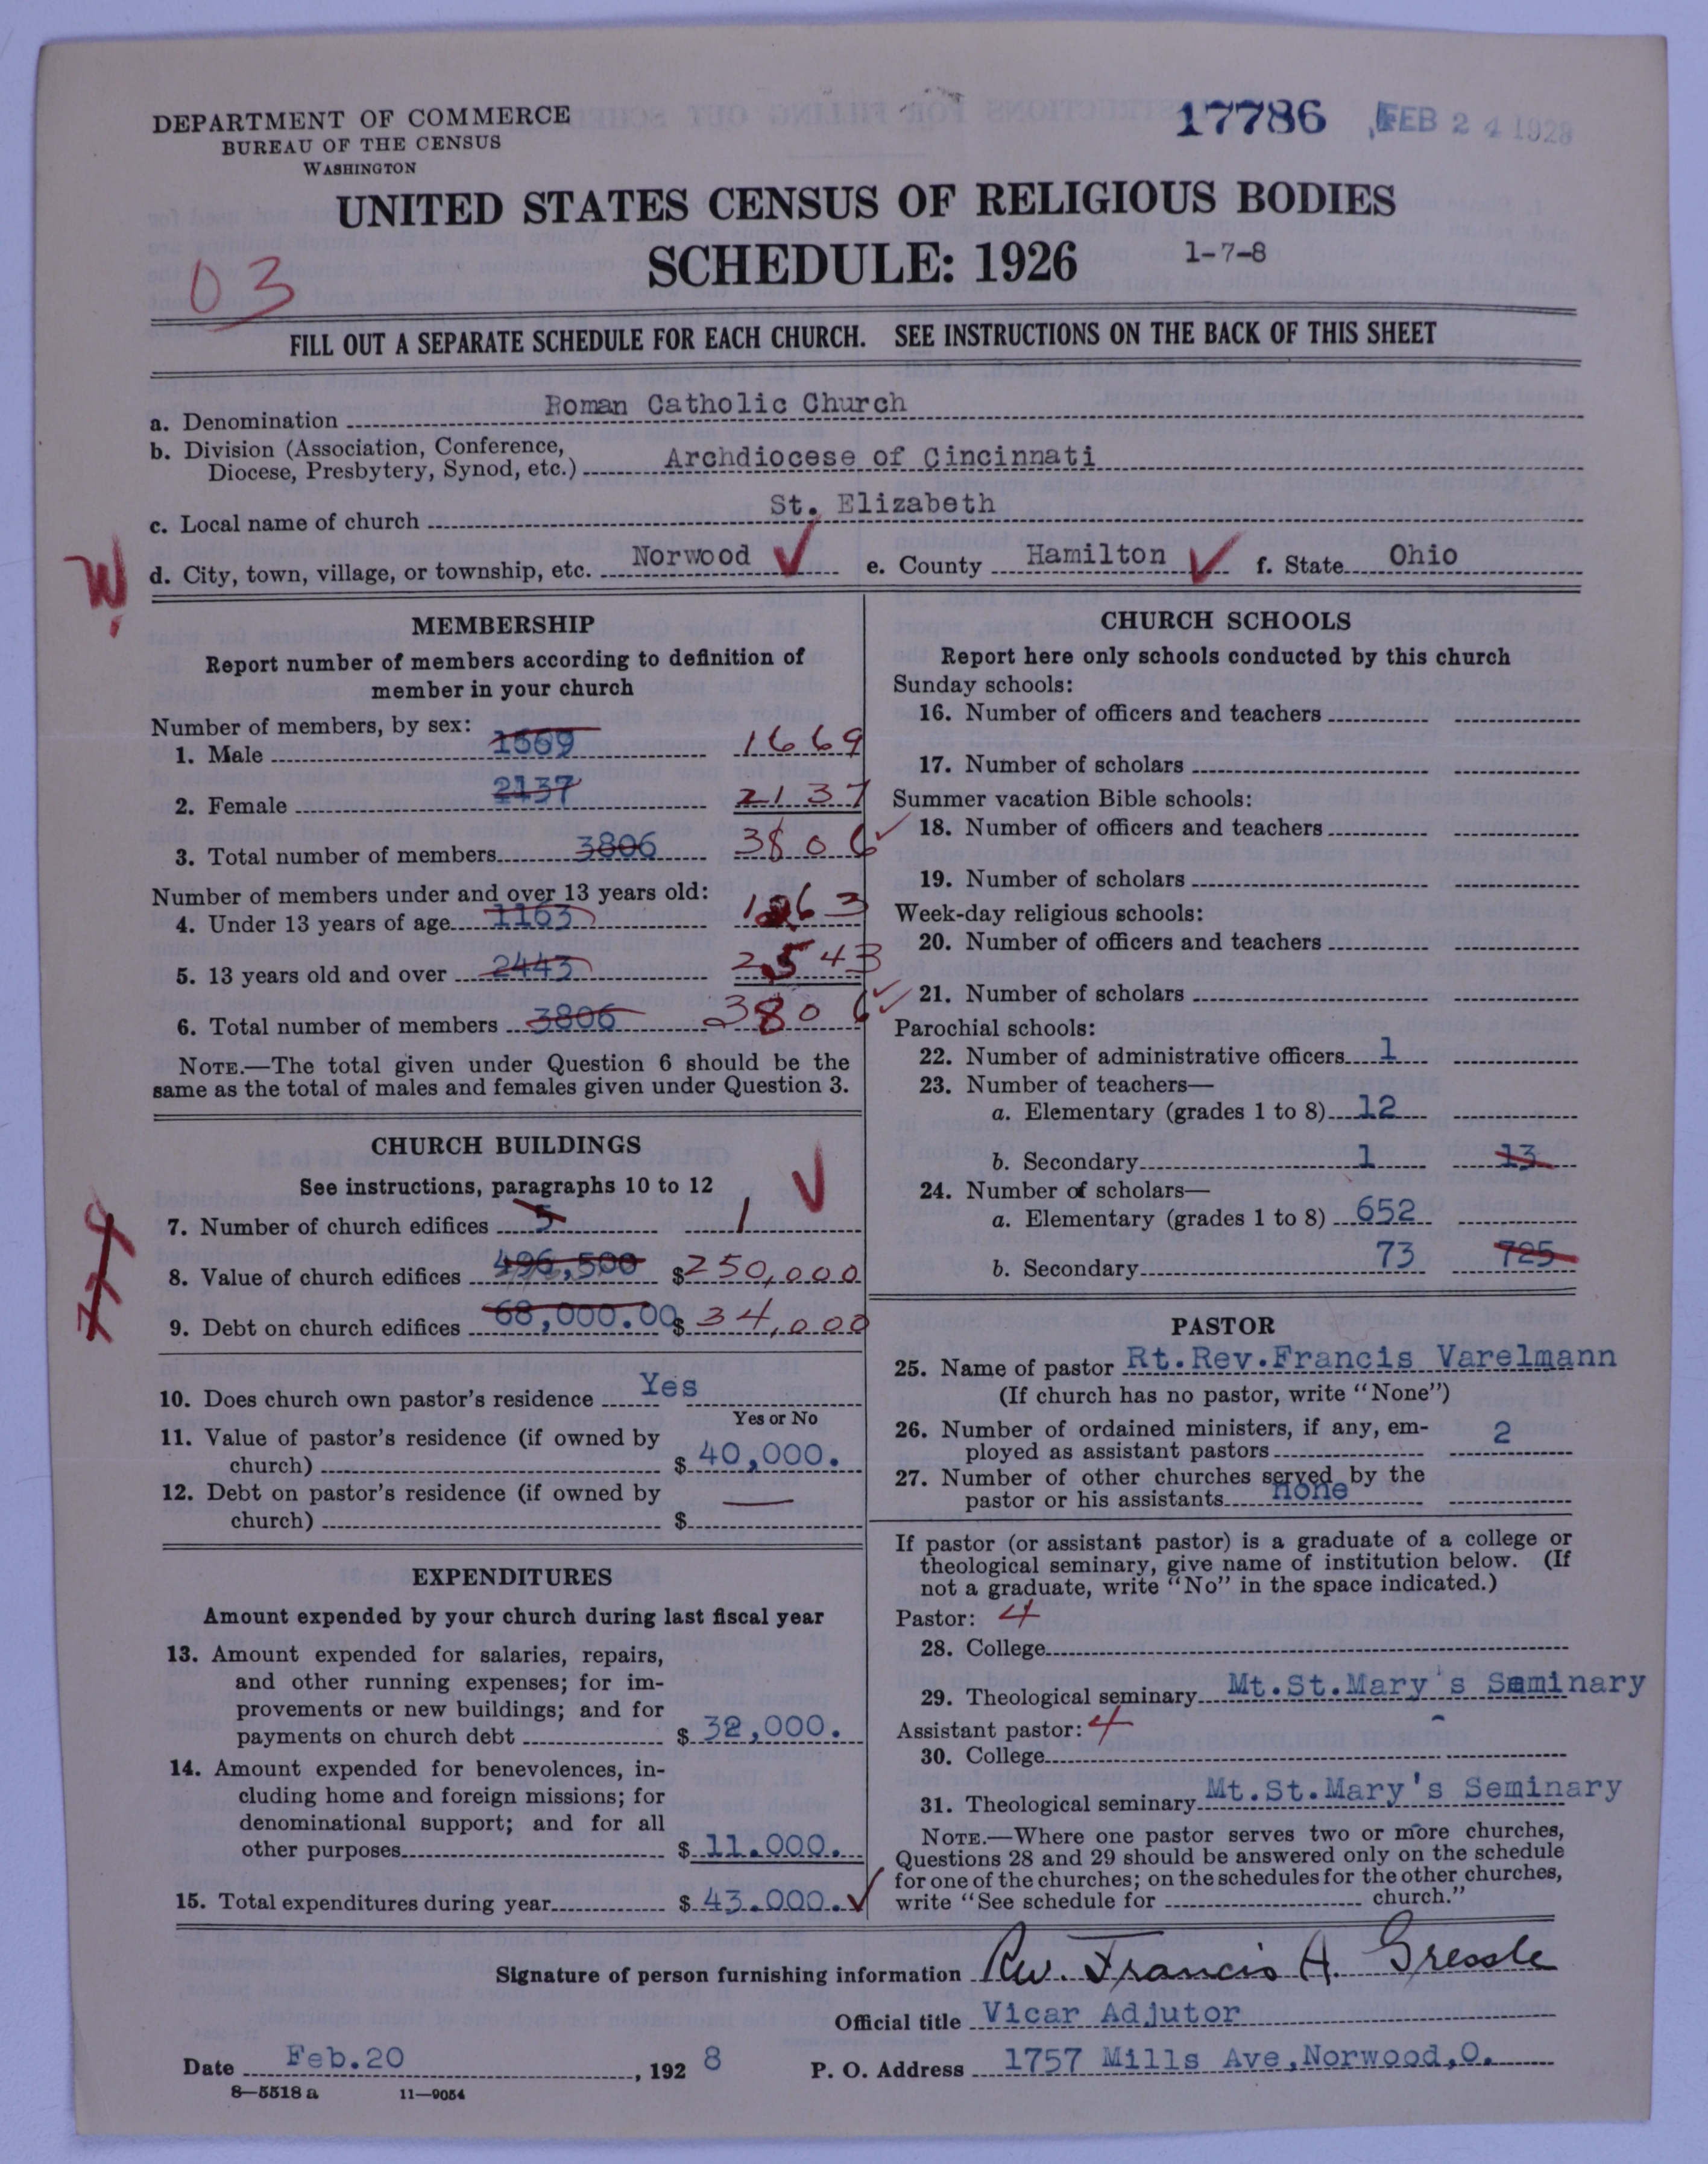 DEPARTMENT OF COMMERCE
BUREAU OF THE CENSUS
WASHINGTON
17786 FEB 24 1928
UNITED STATES CENSUS OF RELIGIOUS BODIES
SCHEDULE: 1926 1-7-8
03
FILL OUT A SEPARATE SCHEDULE FOR EACH CHURCH. SEE INSTRUCTIONS ON THE BACK OF THIS SHEET
a. Denomination Roman Catholic Church
b. Division (Association, Conference,
Diocese, Presbytery, Synod, etc.) Archdiocese of Cincinnati
c. Local name of church St. Elizabeth
d. City, town, village, or township, etc. Norwood e. County Hamilton f. State Ohio
MEMBERSHIP
Report number of members according to definition of
member in your church
Number of members, by sex:
1. Male 1669 1669
2. Female 2137 2137
3. Total number of members 3806 3806
Number of members under and over 13 years old:
4. Under 13 years of age 1163 1263
5. 13 years old and over 2443 2543
6. Total number of members 3806 3806
NOTE.—The total given under Question 6 should be the
same as the total of males and females given under Question 3.
CHURCH BUILDINGS
See instructions, paragraphs 10 to 12
7. Number of church edifices 5 1
8. Value of church edifices 496,500 $250,000
9. Debt on church edifices 68,000.00 $34,000
10. Does church own pastor's residence Yes
Yes or No
11. Value of pastor's residence (if owned by
church) $ 40,000.
12. Debt on pastor's residence (if owned by
church) $ —
EXPENDITURES
Amount expended by your church during last fiscal year
13. Amount expended for salaries, repairs,
and other running expenses; for im-
provements or new buildings; and for
payments on church debt $ 32,000.
14. Amount expended for benevolences, in-
cluding home and foreign missions; for
denominational support; and for all
other purposes $ 11.000.
15. Total expenditures during year $ 43.000.
CHURCH SCHOOLS
Report here only schools conducted by this church
Sunday schools:
16. Number of officers and teachers
17. Number of scholars
Summer vacation Bible schools:
18. Number of officers and teachers
19. Number of scholars
Week-day religious schools:
20. Number of officers and teachers
21. Number of scholars
Parochial schools:
22. Number of administrative officers 1
23. Number of teachers—
a. Elementary (grades 1 to 8) 12
b. Secondary 1 13
24. Number of scholars—
a. Elementary (grades 1 to 8) 652
b. Secondary 73 725
PASTOR
25. Name of pastor Rt.Rev.Francis Varelmann
(If church has no pastor, write "None")
26. Number of ordained ministers, if any, em-
ployed as assistant pastors 2
27. Number of other churches served by the
pastor or his assistants none
If pastor (or assistant pastor) is a graduate of a college or
theological seminary, give name of institution below. (If
not a graduate, write "No" in the space indicated.)
Pastor: 4
28. College
29. Theological seminary Mt.St.Mary's Seminary
Assistant pastor: 4
30. College
31. Theological seminary Mt.St.Mary's Seminary
NOTE.—Where one pastor serves two or more churches,
Questions 28 and 29 should be answered only on the schedule
for one of the churches; on the schedules for the other churches,
write "See schedule for church."
Signature of person furnishing information Rev. Francis A. Gressle
Official title Vicar Adjutor
Date Feb.20, 1928 P. O. Address 1757 Mills Ave,Norwood,O.
8—5518 a 11—9054